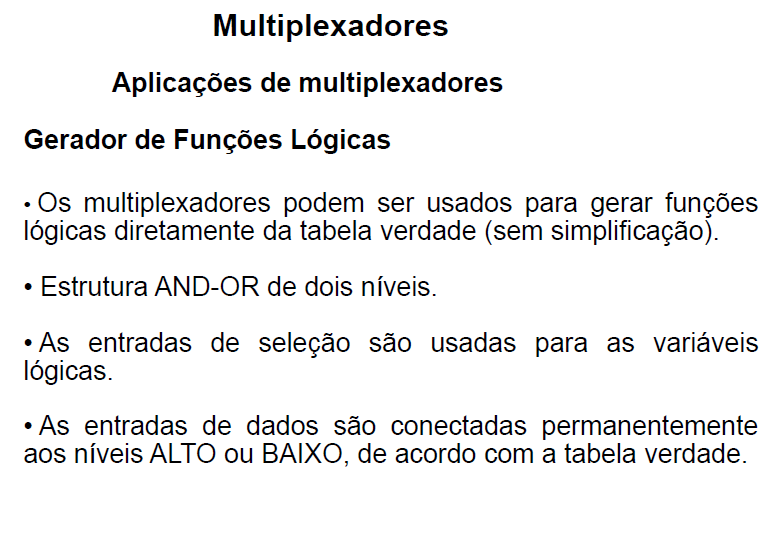 Multiplexadores
Aplicações de multiplexadores
Gerador de Funções Lógicas
• Os multiplexadores podem ser usados para gerar funções
lógicas diretamente da tabela verdade (sem simplificação).
• Estrutura AND-OR de dois níveis.
• As entradas de seleção são usadas para as variáveis
lógicas.
• As entradas de dados são conectadas permanentemente
aos níveis ALTO ou BAIXO, de acordo com a tabela verdade.